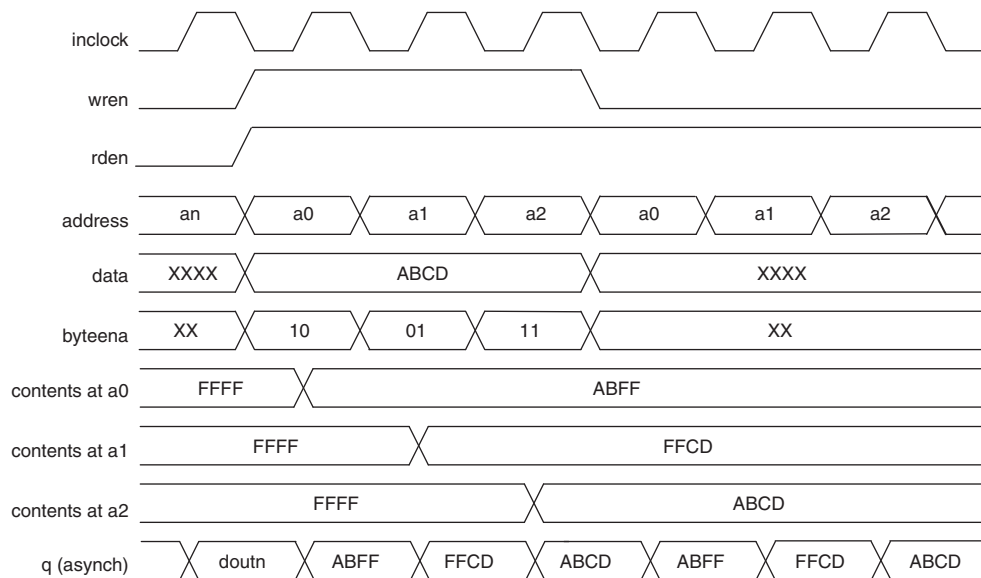 inclock
wren
rden
address an a0 a1 a2 a0 a1 a2
data XXXX ABCD XXXX
byteena XX 10 01 11 XX
contents at a0 FFFF ABFF
contents at a1 FFFF FFCD
contents at a2 FFFF ABCD
q (asynch) doutn ABFF FFCD ABCD ABFF FFCD ABCD